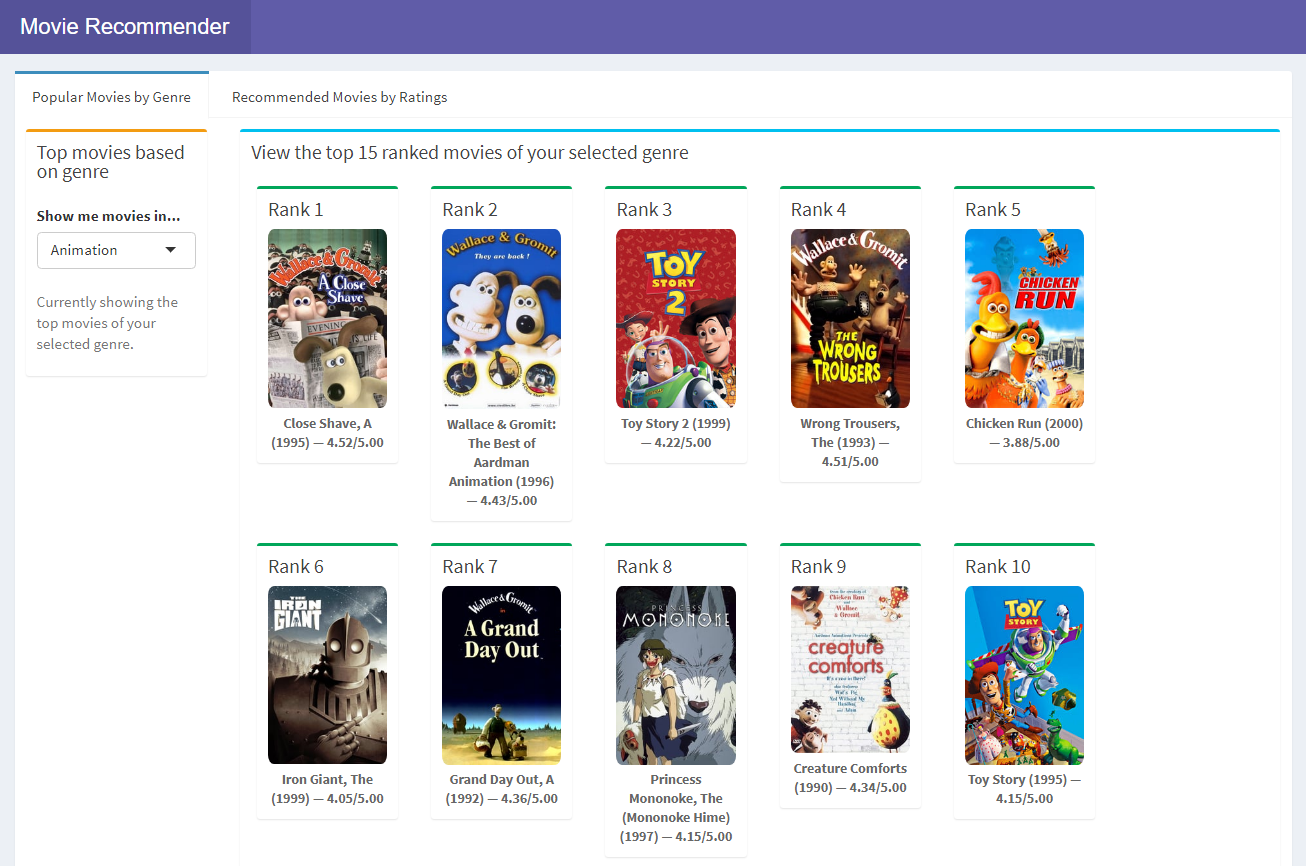 Movie Recommender
Popular Movies by Genre
Recommended Movies by Ratings
Top movies based
on genre
Show me movies in...
Animation
Currently showing the
top movies of your
selected genre.
View the top 15 ranked movies of your selected genre
Rank 1
Wallace & Gromit
A Close
Shave
EVENING
Close Shave, A
(1995) — 4.52/5.00
Rank 2
Wallace & Gromit
They are back !
Wallace & Gromit:
The Best of
Aardman
Animation (1996)
— 4.43/5.00
Rank 3
TOY
STORY
2
Toy Story 2 (1999)
— 4.22/5.00
Rank 4
Wallace & Gromit
THE
WRONG
TROUSERS
Wrong Trousers,
The (1993) —
4.51/5.00
Rank 5
CHICKEN
RUN
Chicken Run (2000)
— 3.88/5.00
Rank 6
THE
IRON
GIANT
Iron Giant, The
(1999) — 4.05/5.00
Rank 7
Wallace & Gromit
in
A Grand
Day Out
Grand Day Out, A
(1992) — 4.36/5.00
Rank 8
PRINCESS
MONONOKE
Princess
Mononoke, The
(Mononoke Hime)
(1997) — 4.15/5.00
Rank 9
from the creators of
Chicken Run
and
Wallace
& Gromit
creature
comforts
Creature Comforts
(1990) — 4.34/5.00
Rank 10
TOY
STORY
Toy Story (1995) —
4.15/5.00